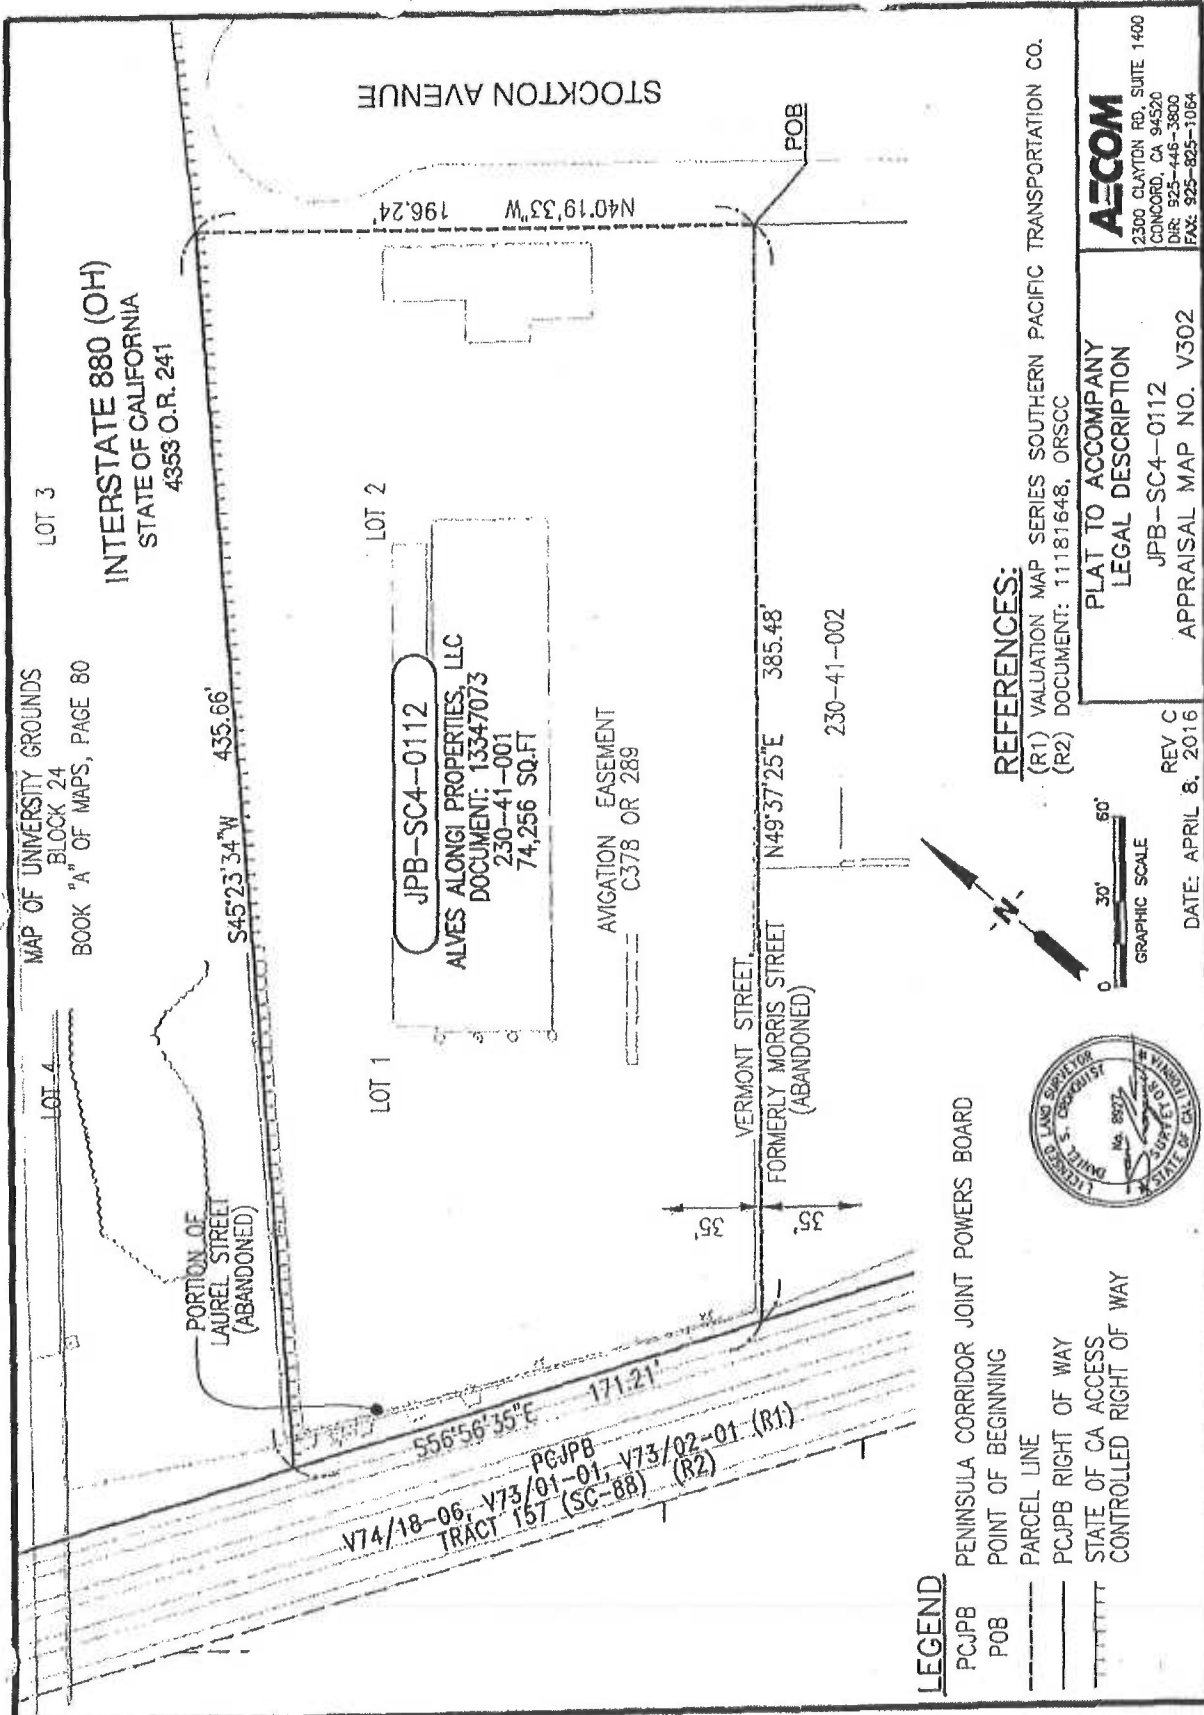 MAP OF UNIVERSITY GROUNDS
BLOCK 24
BOOK "A" OF MAPS, PAGE 80
LOT 4
LOT 3
INTERSTATE 880 (OH)
STATE OF CALIFORNIA
4353 O.R. 241
S45°23'34"W 435.66'
PORTION OF
LAUREL STREET
(ABANDONED)
LOT 1
LOT 2
JPB-SC4-0112
ALVES ALONGI PROPERTIES, LLC
DOCUMENT: 13347073
230-41-001
74,256 SQ.FT
AVIGATION EASEMENT
C378 OR 289
N40°19'33"W 196.24'
STOCKTON AVENUE
POB
S56°56'35"E 171.21'
PCJPB
V74/18-06, V73/01-01, V73/02-01 (R1)
TRACT 157 (SC-88) (R2)
35'
35'
VERMONT STREET,
FORMERLY MORRIS STREET
(ABANDONED)
N49°37'25"E 385.48'
230-41-002
LEGEND
PCJPB PENINSULA CORRIDOR JOINT POWERS BOARD
POB POINT OF BEGINNING
PARCEL LINE
PCJPB RIGHT OF WAY
STATE OF CA ACCESS
CONTROLLED RIGHT OF WAY
LICENSED LAND SURVEYOR
DANIEL S. CRONQUIST
No. 8927
SURVEYOR
STATE OF CALIFORNIA
N
0 30' 60'
GRAPHIC SCALE
REFERENCES:
(R1) VALUATION MAP SERIES SOUTHERN PACIFIC TRANSPORTATION CO.
(R2) DOCUMENT: 11181648, ORSCC
REV C
DATE: APRIL 8, 2016
PLAT TO ACCOMPANY
LEGAL DESCRIPTION
JPB-SC4-0112
APPRAISAL MAP NO. V302
AECOM
2300 CLAYTON RD, SUITE 1400
CONCORD, CA 94520
DIR: 925-446-3800
FAX: 925-825-1064